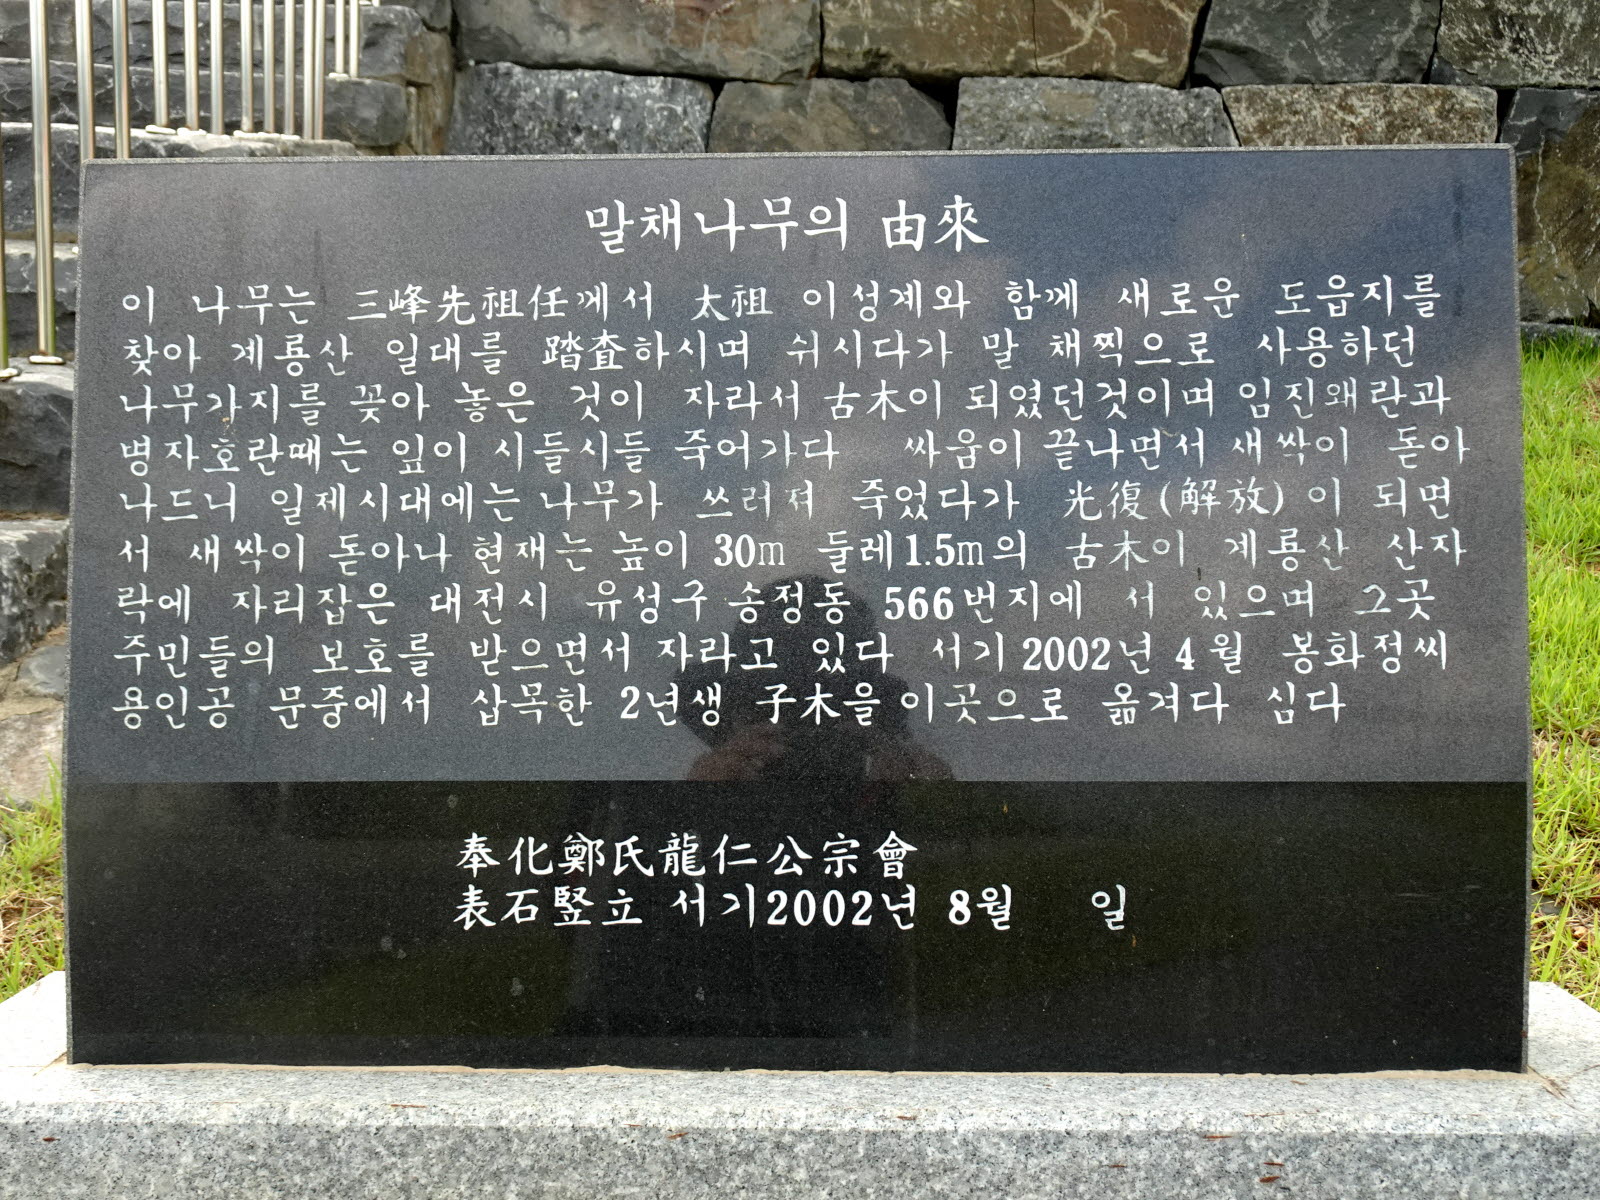 말채나무의 由來
이 나무는 三峰先祖任께서 太祖 이성계와 함께 새로운 도읍지를
찾아 계룡산 일대를 踏査하시며 쉬시다가 말 채찍으로 사용하던
나무가지를 꽂아 놓은 것이 자라서 古木이 되였던것이며 임진왜란과
병자호란때는 잎이 시들시들 죽어가다 싸움이 끝나면서 새싹이 돋아
나드니 일제시대에는 나무가 쓰러져 죽었다가 光復(解放)이 되면
서 새싹이 돋아나 현재는 높이 30m 둘레1.5m의 古木이 계룡산 산자
락에 자리잡은 대전시 유성구 송정동 566번지에 서 있으며 그곳
주민들의 보호를 받으면서 자라고 있다 서기2002년 4월 봉화정씨
용인공 문중에서 삽목한 2년생 子木을 이곳으로 옮겨다 심다
奉化鄭氏龍仁公宗會
表石竪立 서기2002년 8월 일